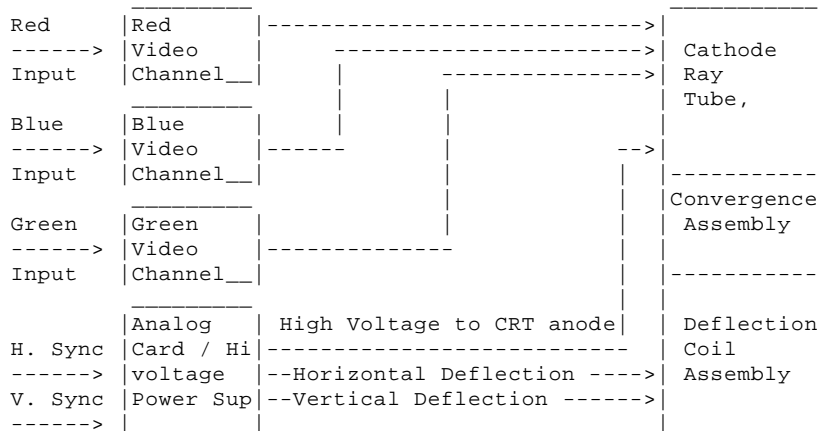 Red |Red |---------------------------->|
------> |Video | ----------------------->| Cathode
Input |Channel__| | --------------->| Ray
Tube,
Blue |Blue
------> |Video |------ -->|
Input |Channel__| |-----------
|Convergence
Green |Green | Assembly
------> |Video |--------------
Input |Channel__| |-----------
|Analog | High Voltage to CRT anode| | Deflection
H. Sync |Card / Hi|--------------------------- | Coil
------> |voltage |--Horizontal Deflection ---->| Assembly
V. Sync |Power Sup|--Vertical Deflection ------>|
------> | | |